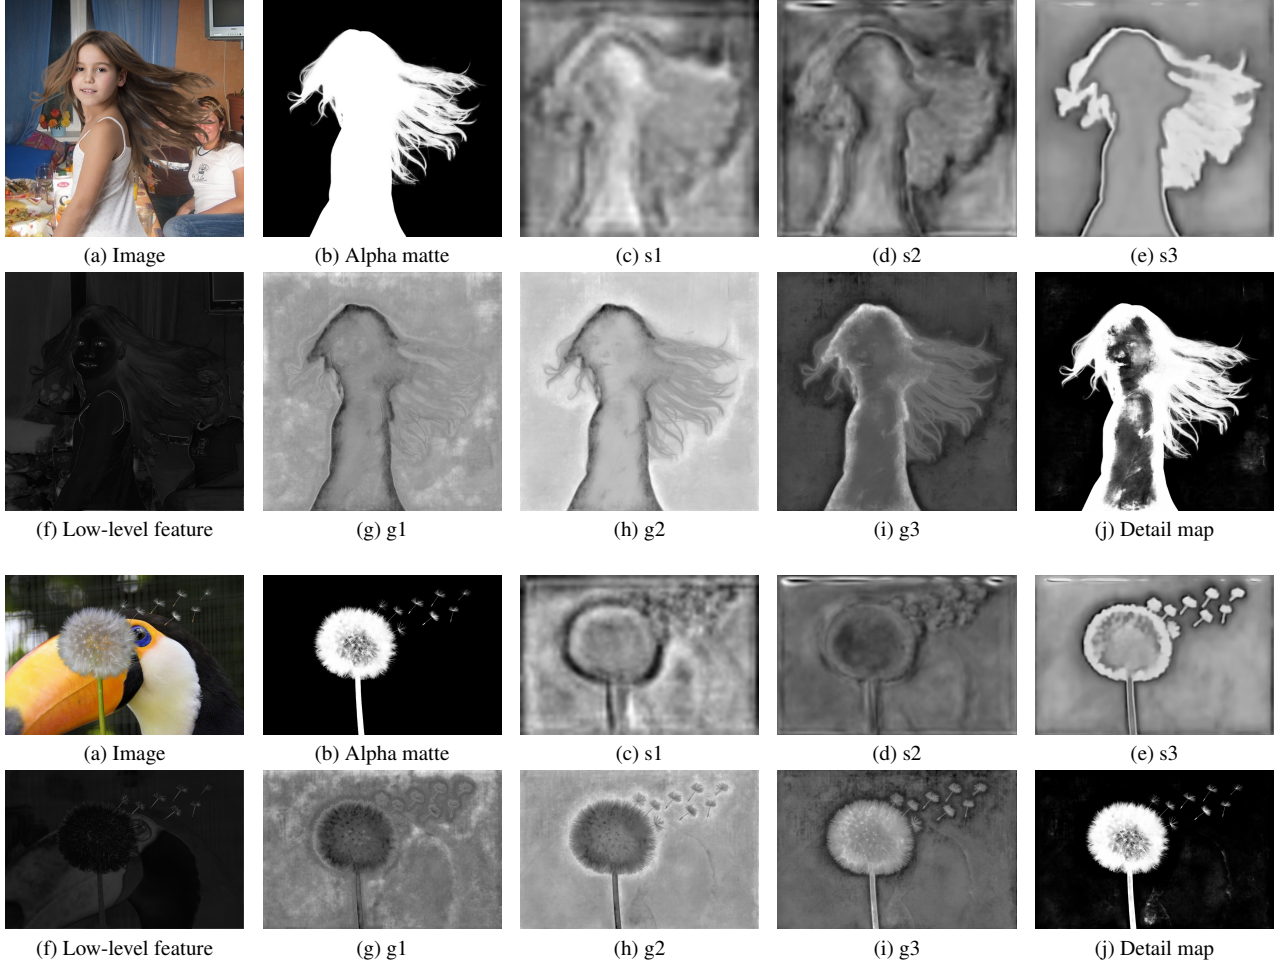 (a) Image
(b) Alpha matte
(c) s1
(d) s2
(e) s3
(f) Low-level feature
(g) g1
(h) g2
(i) g3
(j) Detail map
(a) Image
(b) Alpha matte
(c) s1
(d) s2
(e) s3
(f) Low-level feature
(g) g1
(h) g2
(i) g3
(j) Detail map